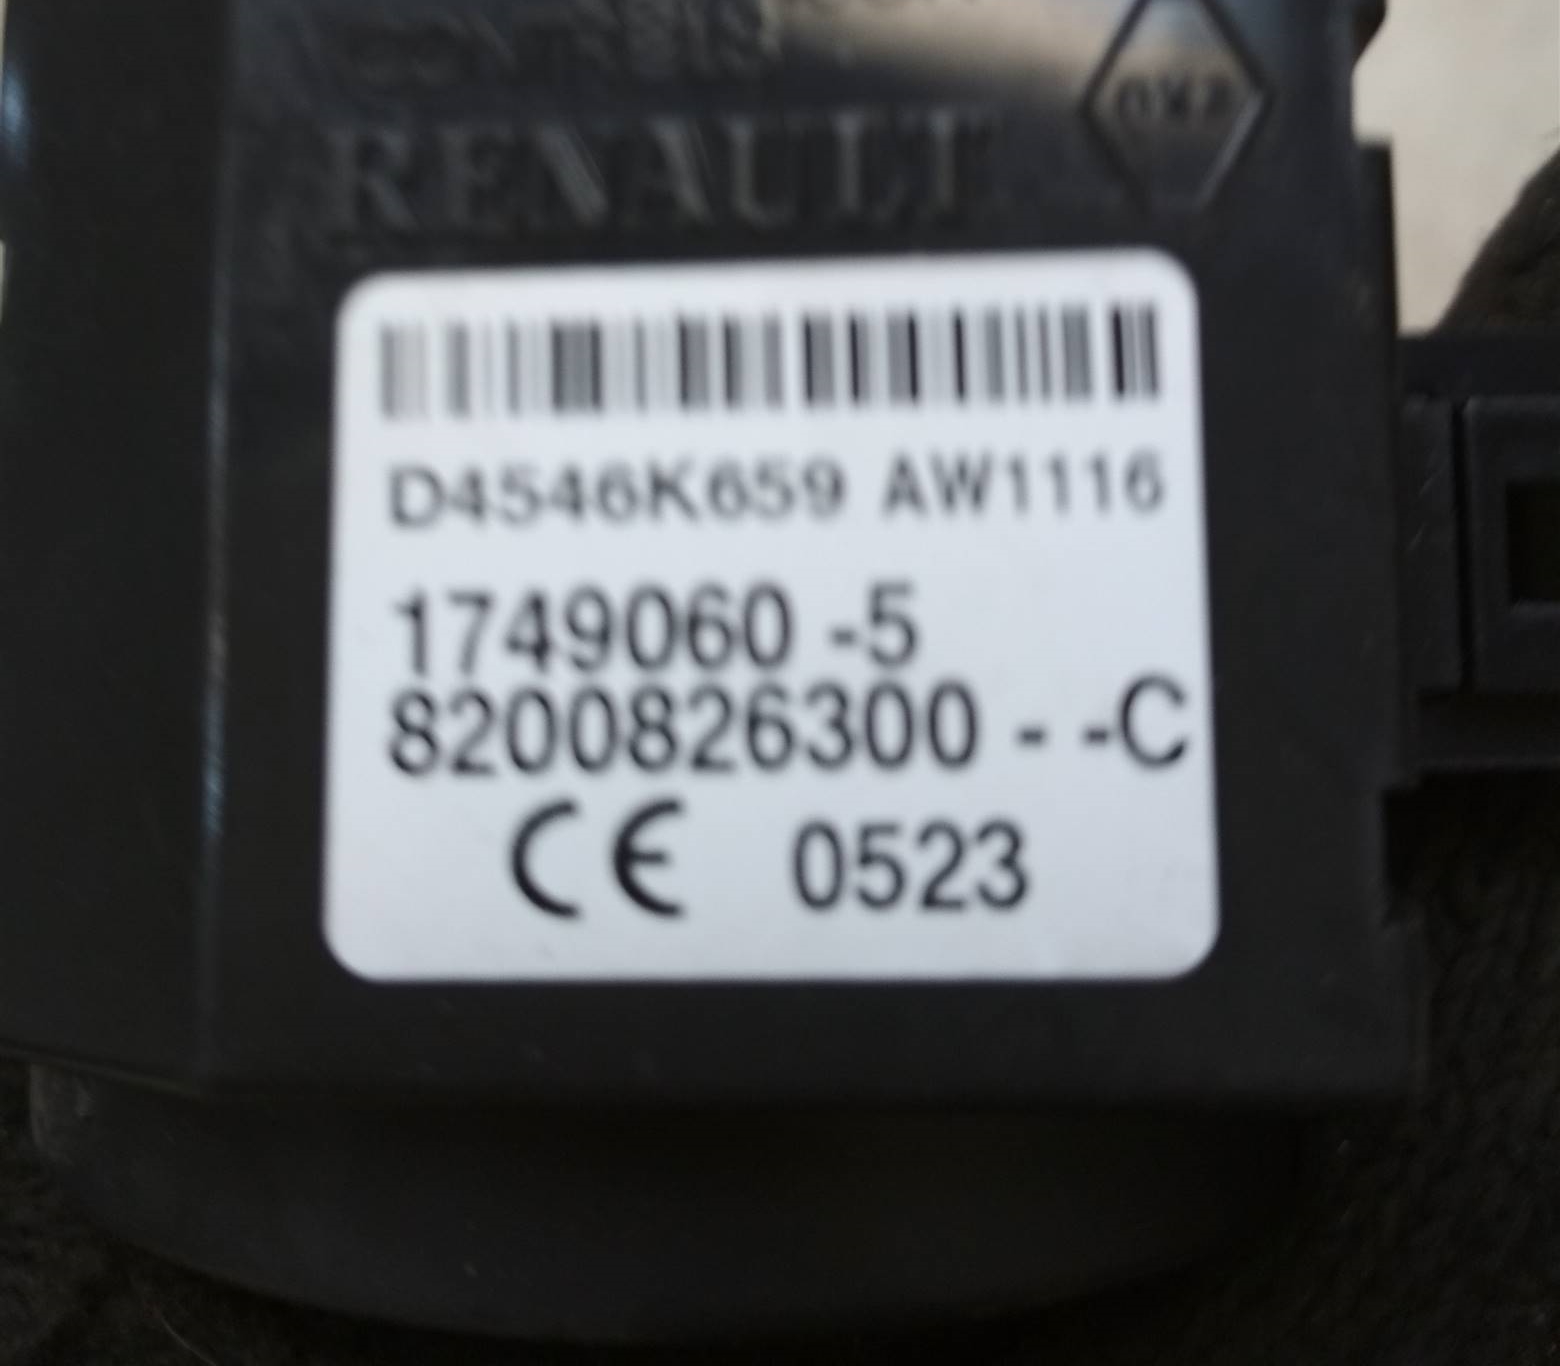 RENAULT
D4546K659 AW1116
1749060 -5
8200826300 - -C
CE 0523